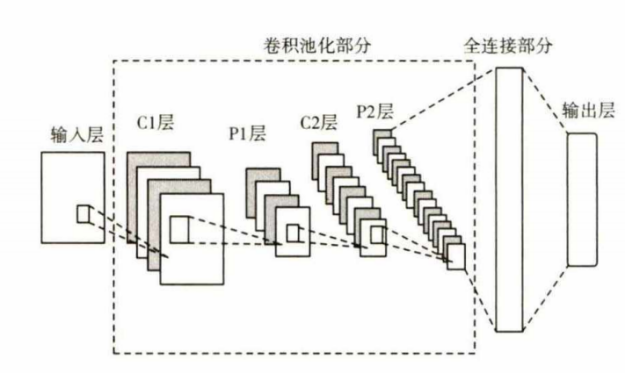 卷积池化部分
全连接部分
输入层
C1层
P1层
C2层
P2层
输出层